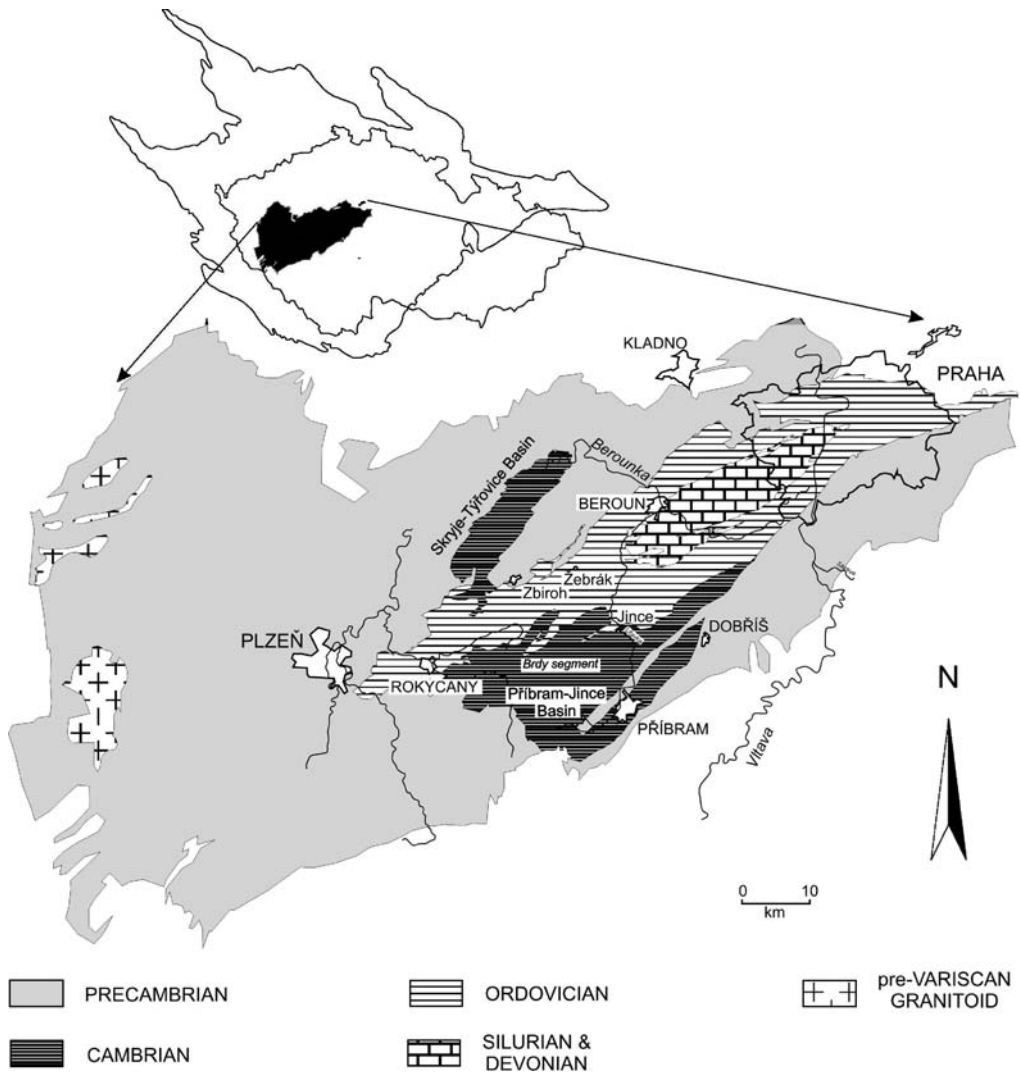 KLADNO
PRAHA
Skryje-Týřovice Basin
Berounka
BEROUN
Žebrák
Zbiroh
Jince
DOBŘÍŠ
PLZEŇ
Brdy segment
ROKYCANY
Příbram-Jince
Basin
PŘÍBRAM
Vltava
N
0 10
km
PRECAMBRIAN
ORDOVICIAN
pre-VARISCAN
GRANITOID
CAMBRIAN
SILURIAN &
DEVONIAN